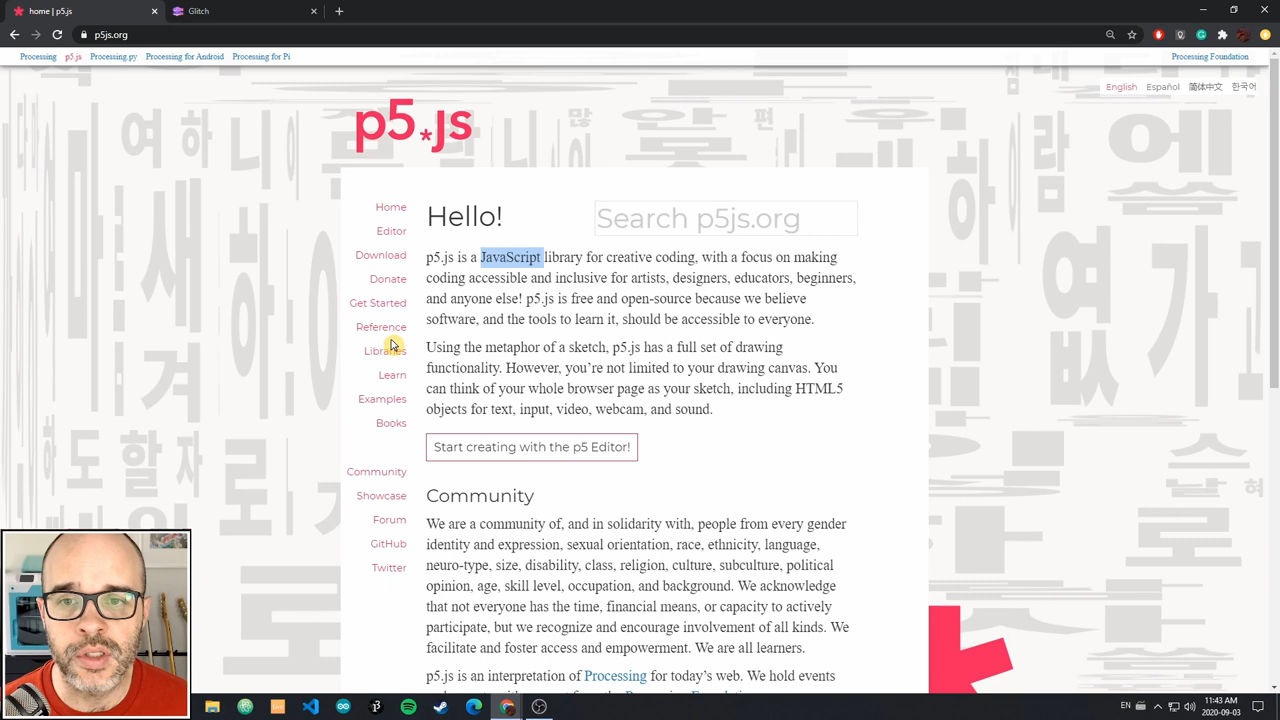 home | p5.js
Glitch
p5js.org
Processing p5.js Processing.py Processing for Android Processing for Pi
Processing Foundation
English Español 简体中文 한국어
p5*js
Home
Editor
Download
Donate
Get Started
Reference
Libraries
Learn
Examples
Books
Community
Showcase
Forum
GitHub
Twitter
Hello!
Search p5js.org
p5.js is a JavaScript library for creative coding, with a focus on making
coding accessible and inclusive for artists, designers, educators, beginners,
and anyone else! p5.js is free and open-source because we believe
software, and the tools to learn it, should be accessible to everyone.
Using the metaphor of a sketch, p5.js has a full set of drawing
functionality. However, you’re not limited to your drawing canvas. You
can think of your whole browser page as your sketch, including HTML5
objects for text, input, video, webcam, and sound.
Start creating with the p5 Editor!
Community
We are a community of, and in solidarity with, people from every gender
identity and expression, sexual orientation, race, ethnicity, language,
neuro-type, size, disability, class, religion, culture, subculture, political
opinion, age, skill level, occupation, and background. We acknowledge
that not everyone has the time, financial means, or capacity to actively
participate, but we recognize and encourage involvement of all kinds. We
facilitate and foster access and empowerment. We are all learners.
p5.js is an interpretation of Processing for today’s web. We hold events
EN
11:43 AM
2020-09-03